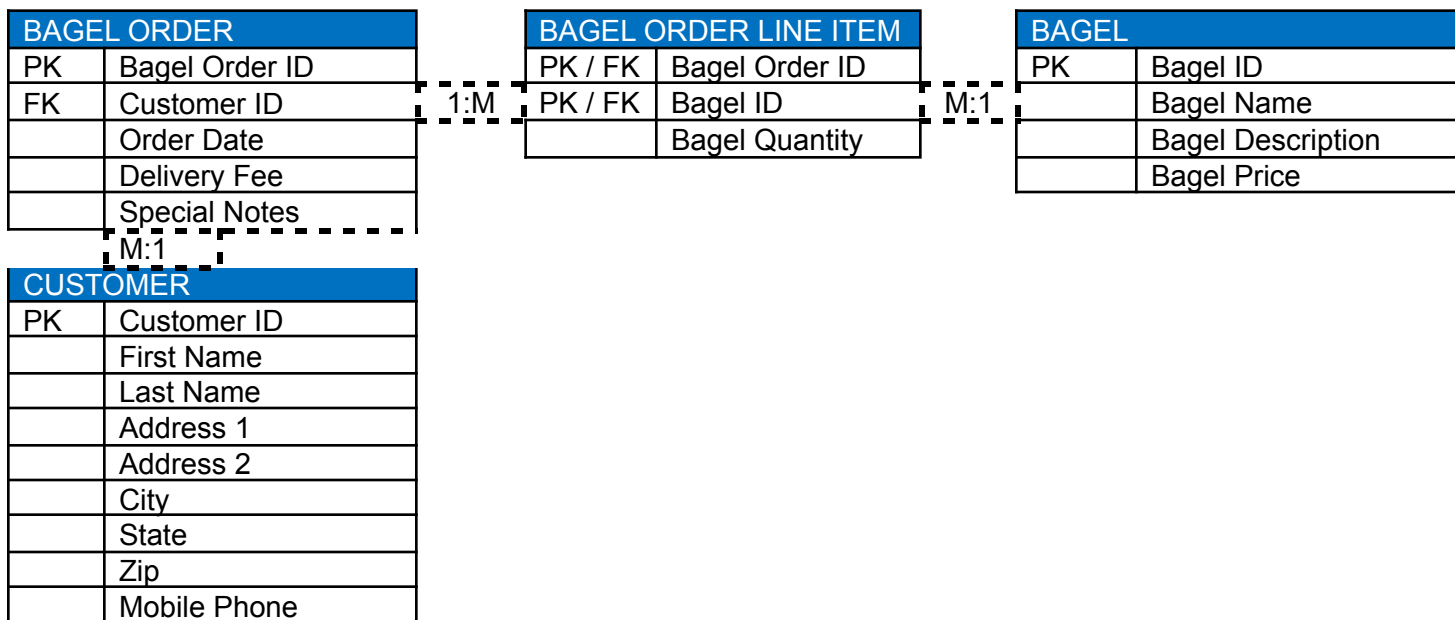 BAGEL ORDER
PK Bagel Order ID
FK Customer ID
Order Date
Delivery Fee
Special Notes
1:M
BAGEL ORDER LINE ITEM
PK / FK Bagel Order ID
PK / FK Bagel ID
Bagel Quantity
M:1
BAGEL
PK Bagel ID
Bagel Name
Bagel Description
Bagel Price
M:1
CUSTOMER
PK Customer ID
First Name
Last Name
Address 1
Address 2
City
State
Zip
Mobile Phone